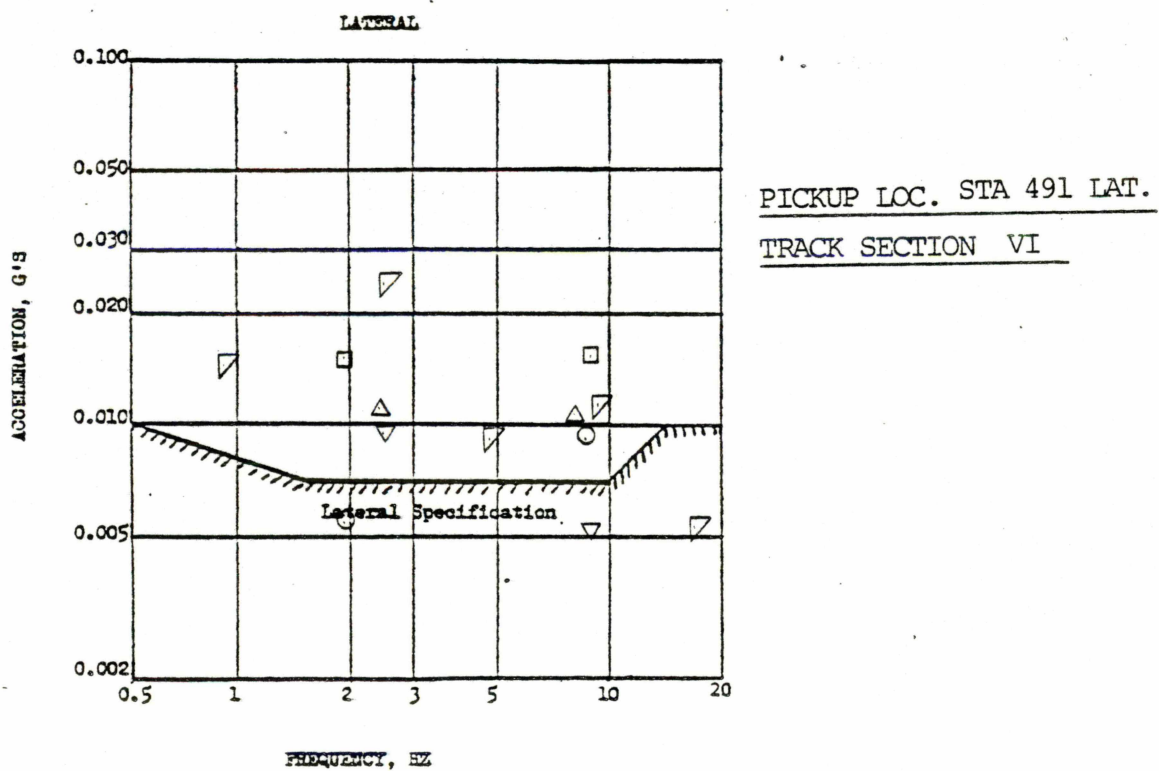 LATERAL
0.100
0.050
0.030
0.020
0.010
0.005
0.002
ACCELERATION, G'S
PICKUP LOC. STA 491 LAT.
TRACK SECTION VI
Lateral Specification
0.5 1 2 3 5 10 20
FREQUENCY, HZ